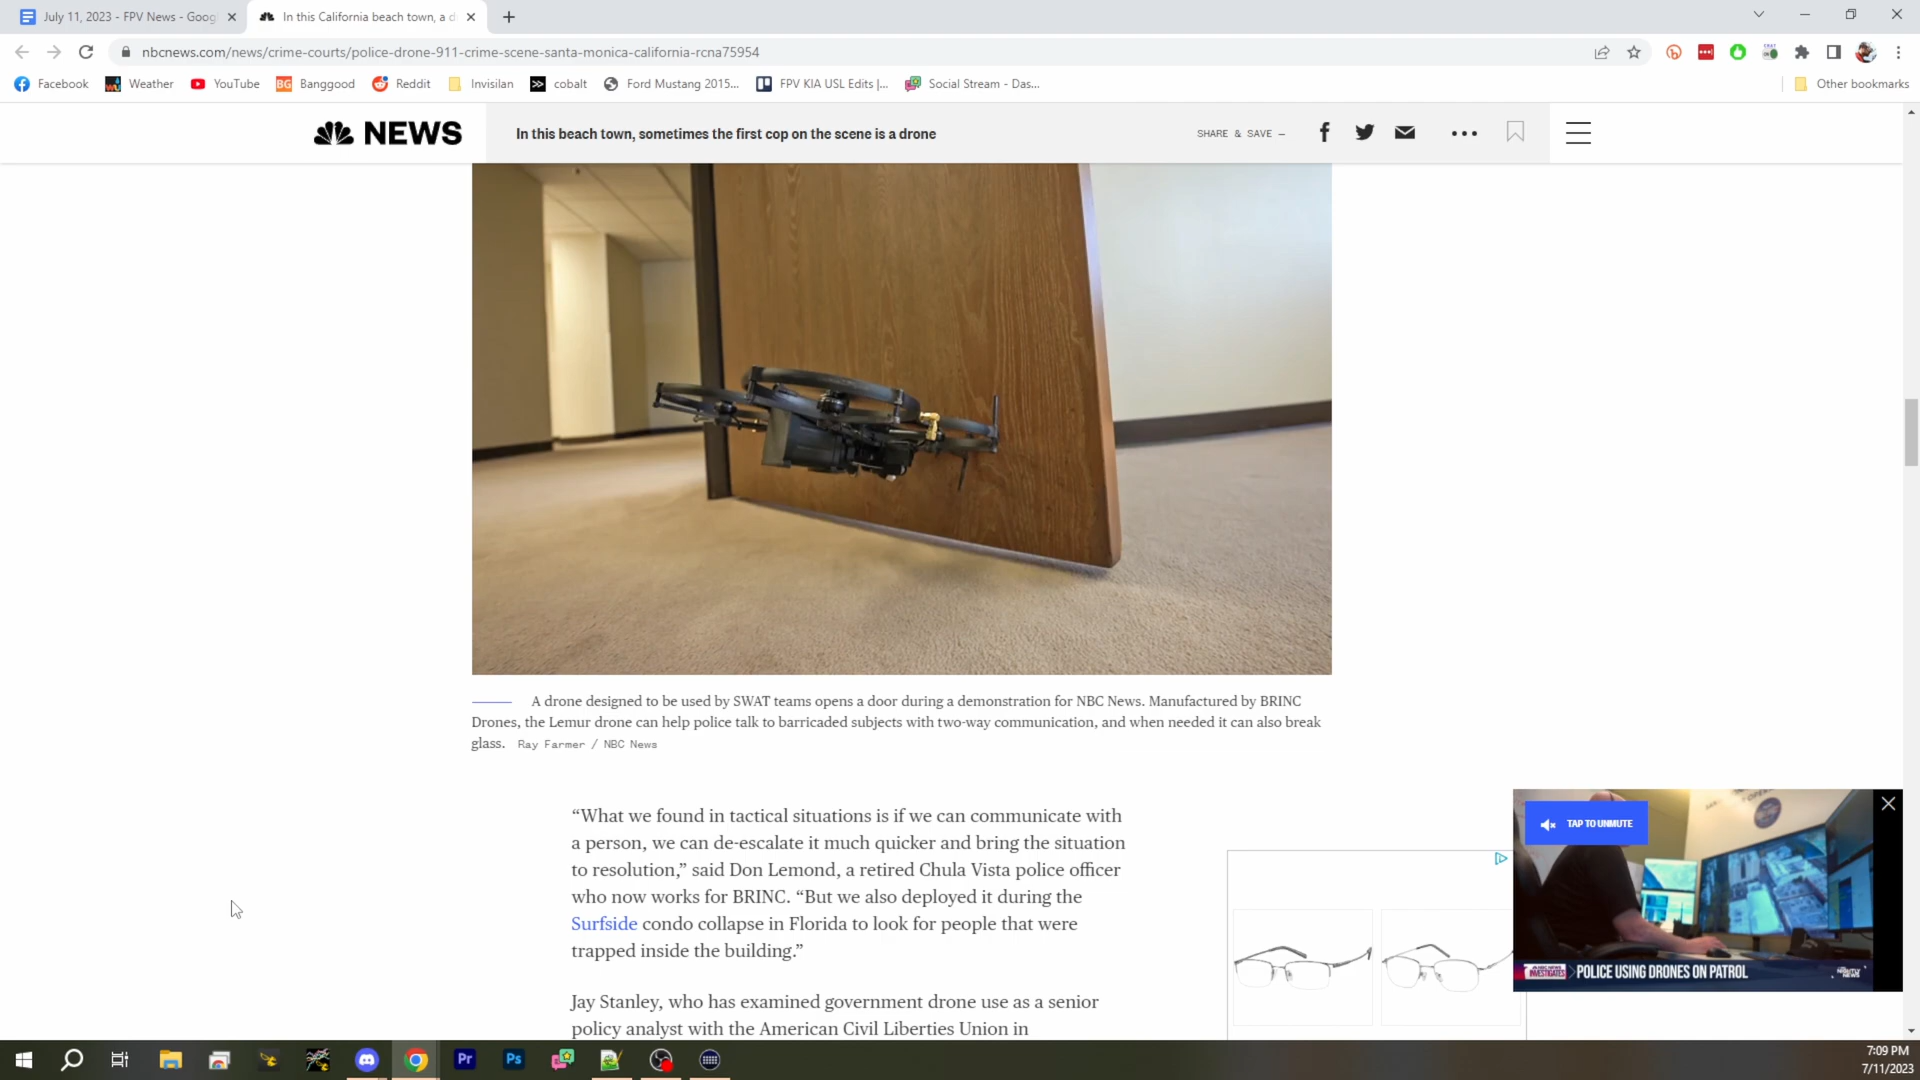 July 11, 2023 - FPV News - Goog
In this California beach town, a d
nbcnews.com/news/crime-courts/police-drone-911-crime-scene-santa-monica-california-rcna75954
Facebook
Weather
YouTube
BG Banggood
Reddit
Invisilan
cobalt
Ford Mustang 2015...
FPV KIA USL Edits |...
Social Stream - Das...
Other bookmarks
NEWS
In this beach town, sometimes the first cop on the scene is a drone
SHARE & SAVE —
A drone designed to be used by SWAT teams opens a door during a demonstration for NBC News. Manufactured by BRINC
Drones, the Lemur drone can help police talk to barricaded subjects with two-way communication, and when needed it can also break
glass. Ray Farmer / NBC News
“What we found in tactical situations is if we can communicate with
a person, we can de-escalate it much quicker and bring the situation
to resolution,” said Don Lemond, a retired Chula Vista police officer
who now works for BRINC. “But we also deployed it during the
Surfside condo collapse in Florida to look for people that were
trapped inside the building.”
Jay Stanley, who has examined government drone use as a senior
policy analyst with the American Civil Liberties Union in
TAP TO UNMUTE
NBC NEWS
INVESTIGATES
POLICE USING DRONES ON PATROL
NIGHTLY
NEWS
Pr
Ps
7:09 PM
7/11/2023